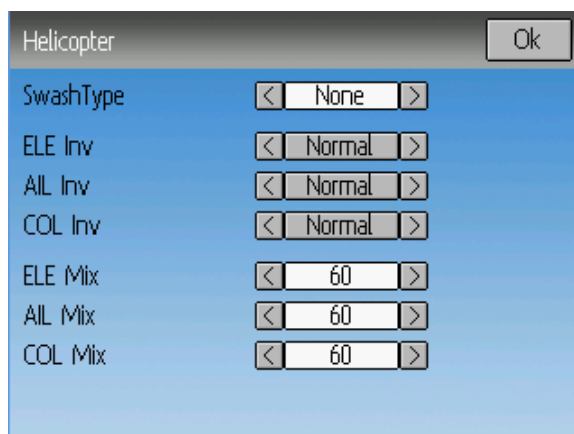 Helicopter Ok
SwashType < None >
ELE Inv < Normal >
AIL Inv < Normal >
COL Inv < Normal >
ELE Mix < 60 >
AIL Mix < 60 >
COL Mix < 60 >